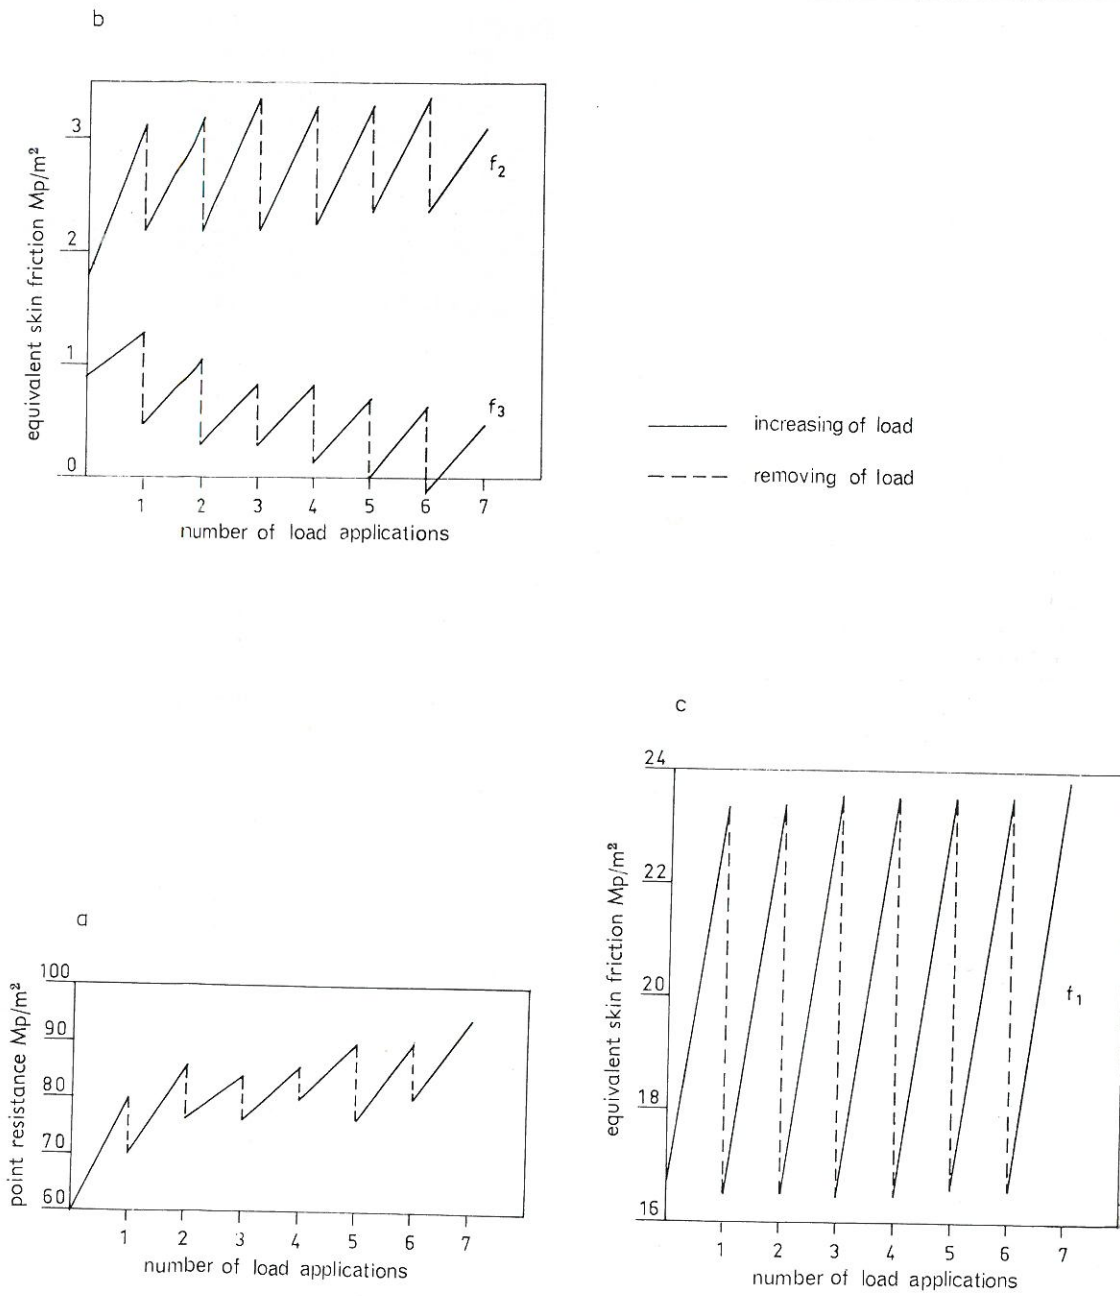 b
equivalent skin friction Mp/m²
3
2
1
0
f₂
f₃
1 2 3 4 5 6 7
number of load applications
increasing of load
removing of load
a
point resistance Mp/m²
100
90
80
70
60
1 2 3 4 5 6 7
number of load applications
c
equivalent skin friction Mp/m²
24
22
20
18
16
f₁
1 2 3 4 5 6 7
number of load applications